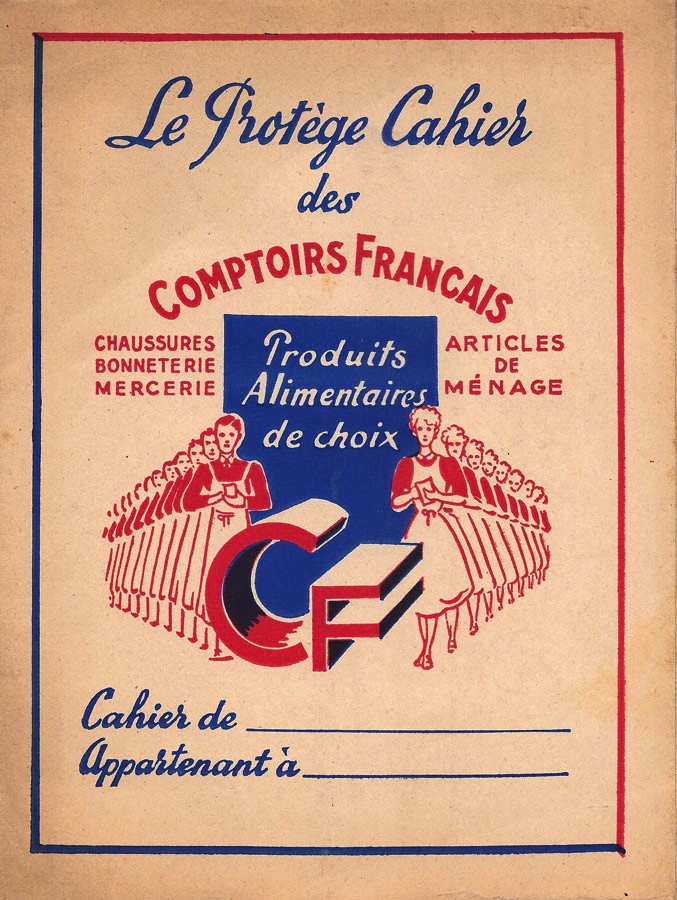 Le Protège Cahier
des
COMPTOIRS FRANCAIS
CHAUSSURES
BONNETERIE
MERCERIE
Produits
Alimentaires
de choix
ARTICLES
DE
MÉNAGE
CF
Cahier de
Appartenant à